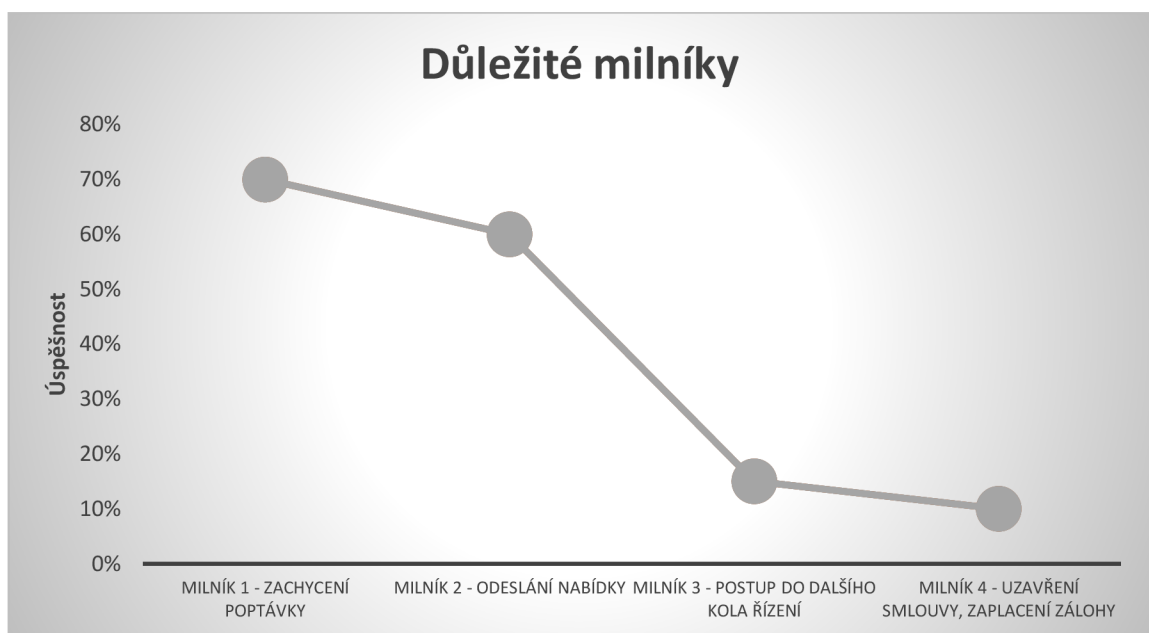 Důležité milníky
80%
70%
60%
50%
40%
30%
20%
10%
0%
Úspěšnost
MILNÍK 1 - ZACHYCENÍ
POPTÁVKY
MILNÍK 2 - ODESLÁNÍ NABÍDKY
MILNÍK 3 - POSTUP DO DALŠÍHO
KOLA ŘÍZENÍ
MILNÍK 4 - UZAVŘENÍ
SMLOUVY, ZAPLACENÍ ZÁLOHY